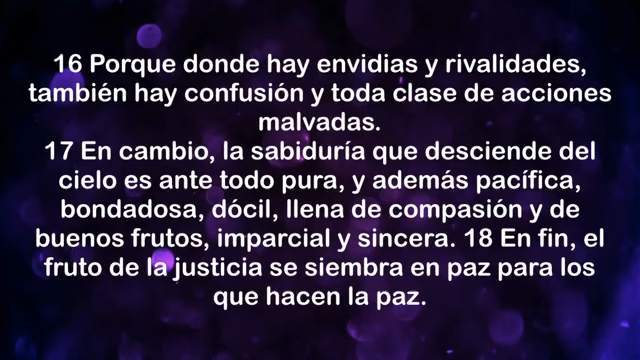 16 Porque donde hay envidias y rivalidades,
también hay confusión y toda clase de acciones
malvadas.
17 En cambio, la sabiduría que desciende del
cielo es ante todo pura, y además pacífica,
bondadosa, dócil, llena de compasión y de
buenos frutos, imparcial y sincera. 18 En fin, el
fruto de la justicia se siembra en paz para los
que hacen la paz.